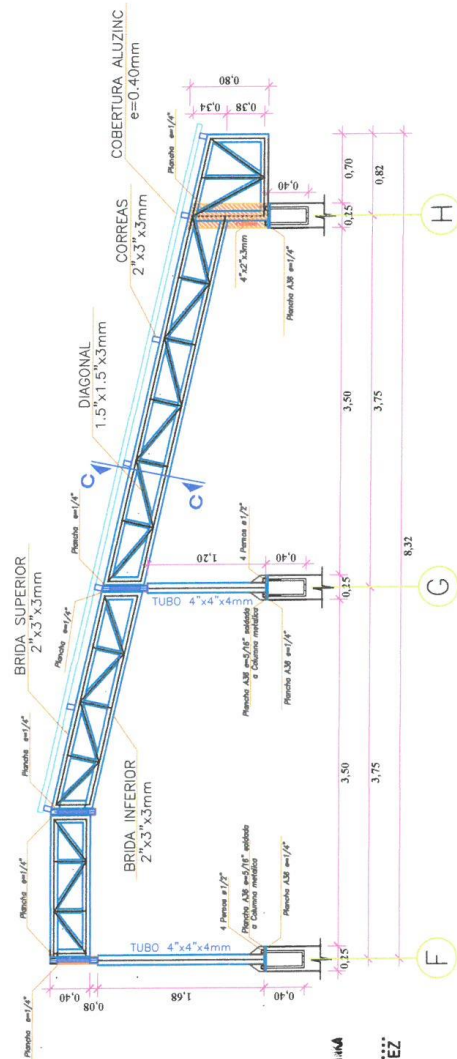 Plancha e=1/4"
Plancha e=1/4"
Plancha e=1/4"
BRIDA SUPERIOR
2"x3"x3mm
Plancha e=1/4"
Plancha e=1/4"
DIAGONAL
1.5"x1.5"x3mm
CORREAS
2"x3"x3mm
COBERTURA ALUZINC
e=0.40mm
Plancha e=1/4"
C
C
BRIDA INFERIOR
2"x3"x3mm
TUBO 4"x4"x4mm
TUBO 4"x4"x4mm
4 Pernos ø1/2"
Plancha A36 e=5/16" soldada
a Columna metálica
Plancha A36 e=1/4"
4 Pernos ø1/2"
Plancha A36 e=5/16" soldada
a Columna metálica
Plancha A36 e=1/4"
4"x2"x3mm
Plancha A36 e=1/4"
0,40
0,08
1,68
0,40
1,20
0,40
0,34
0,38
0,80
0,40
0,25
3,50
0,25
3,50
0,25
0,70
3,75
3,75
0,82
8,32
F
G
H
EZ